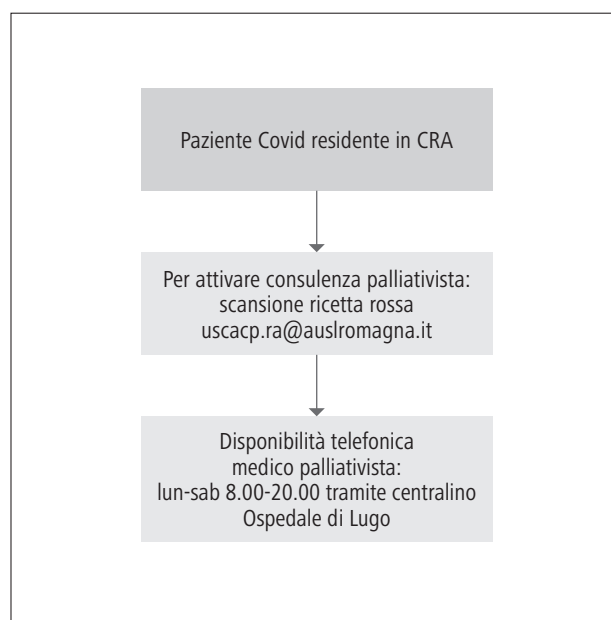 Paziente Covid residente in CRA
Per attivare consulenza palliativista:
scansione ricetta rossa
uscacp.ra@auslromagna.it
Disponibilità telefonica
medico palliativista:
lun-sab 8.00-20.00 tramite centralino
Ospedale di Lugo